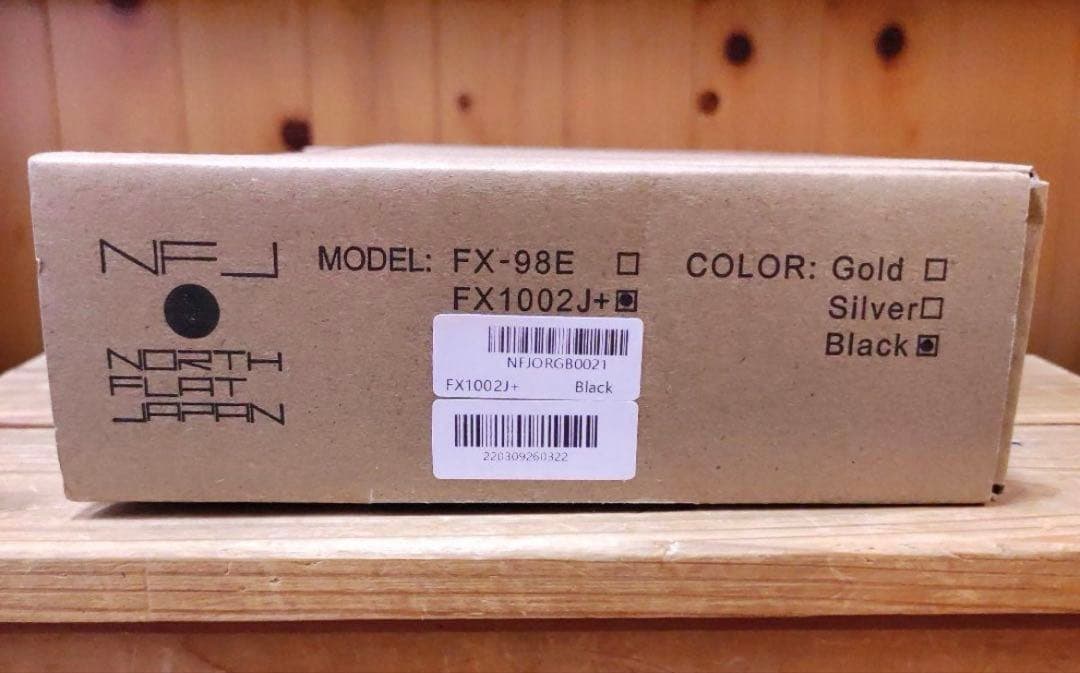 NFJ
NORTH
FLAT
JAPAN
MODEL: FX-98E □
FX1002J+ ▣
COLOR: Gold □
Silver □
Black ▣
NFJORGB0021
FX1002J+ Black
220309260322